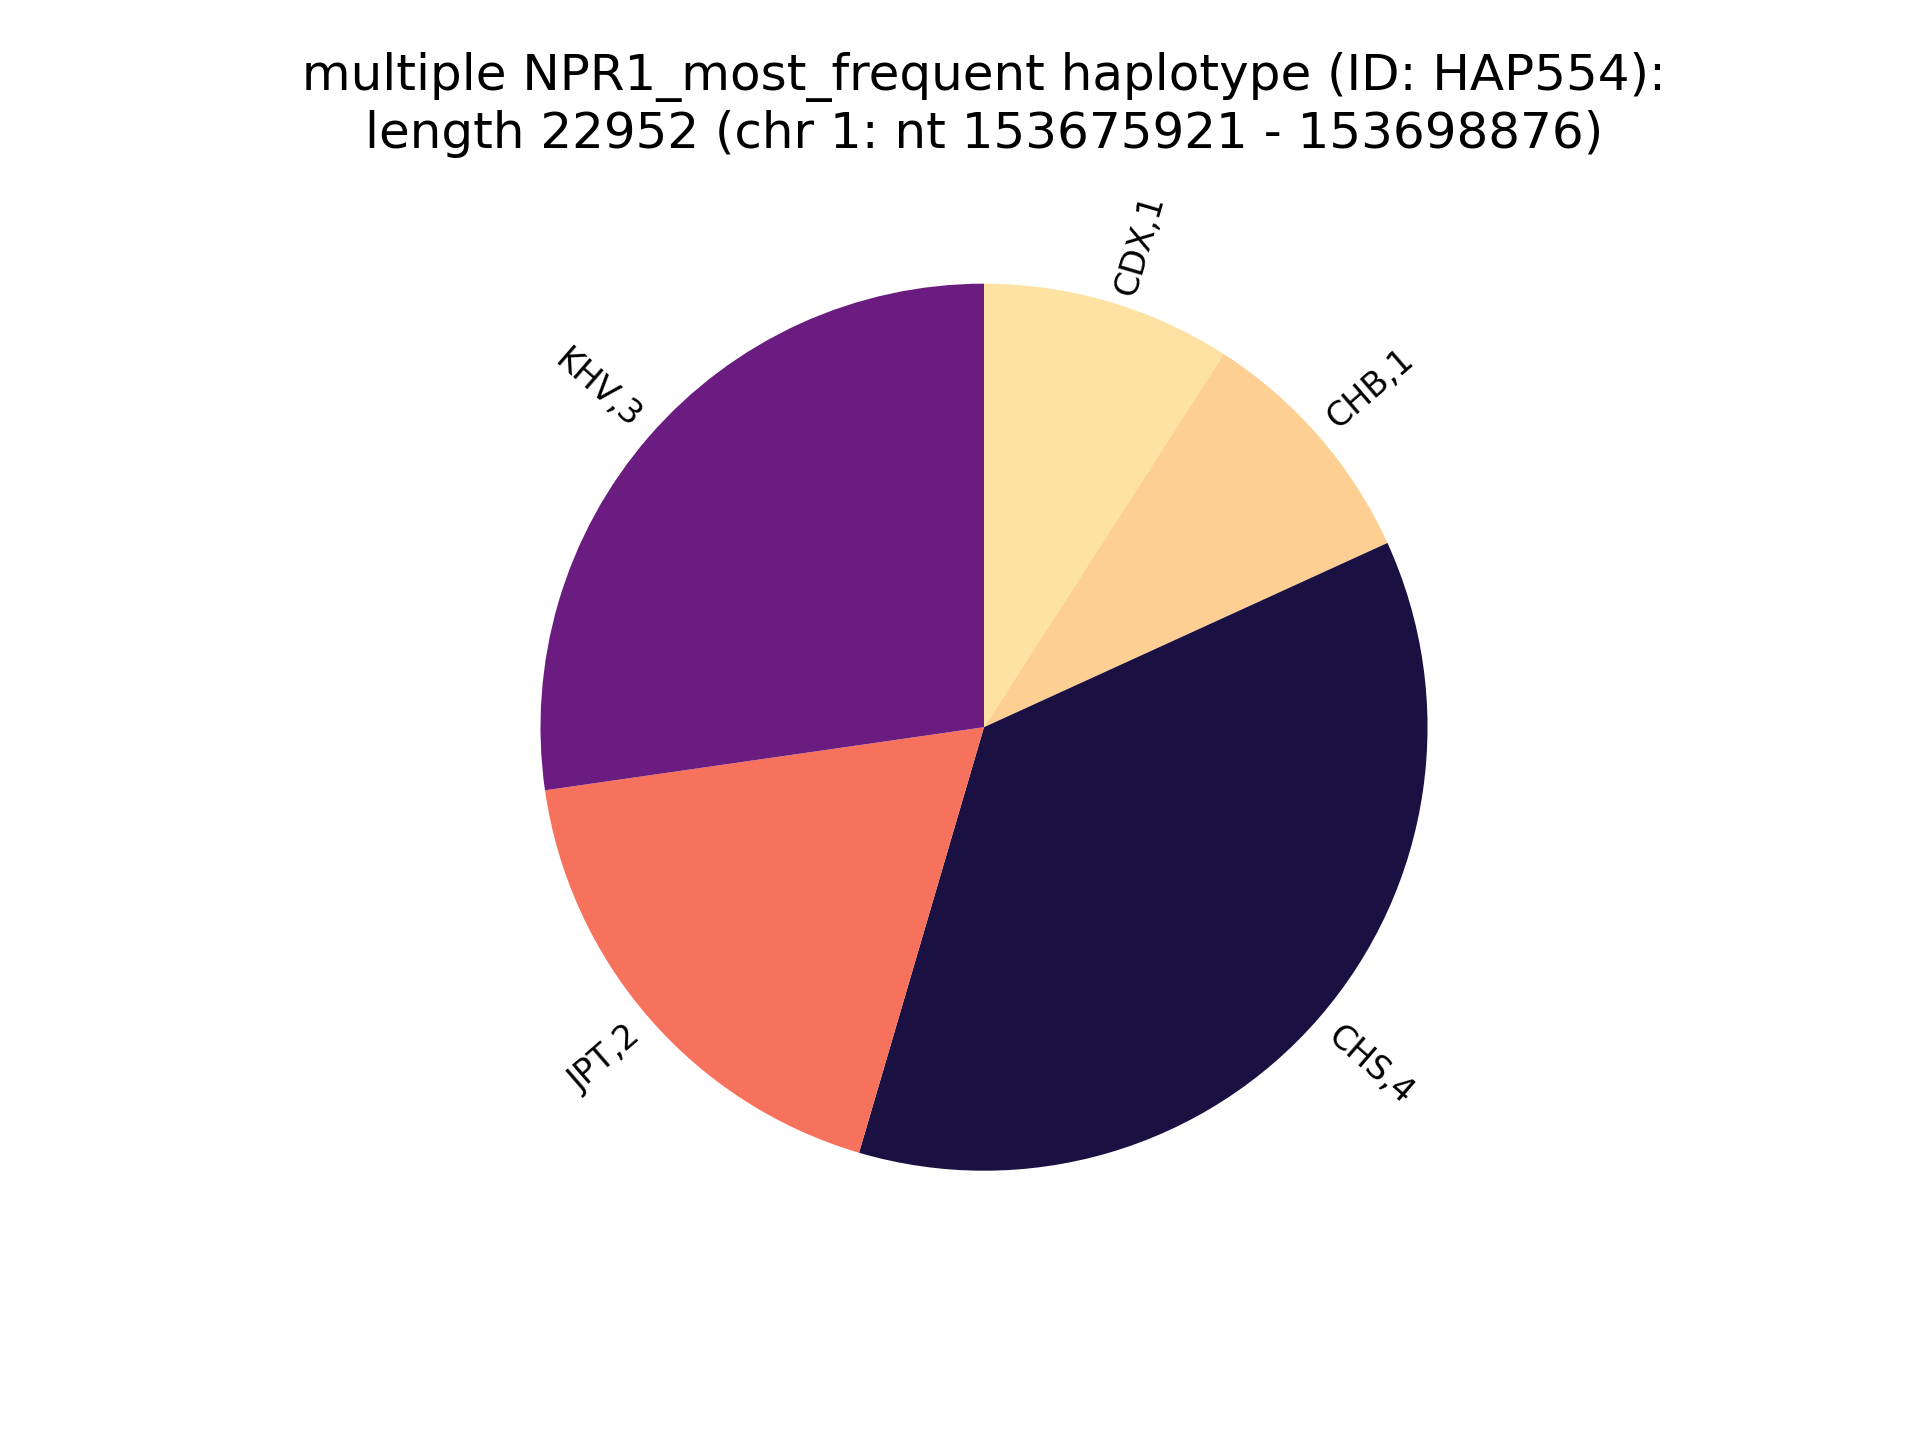 multiple NPR1_most_frequent haplotype (ID: HAP554):
length 22952 (chr 1: nt 153675921 - 153698876)
CDX,1
CHB,1
KHV,3
JPT,2
CHS,4